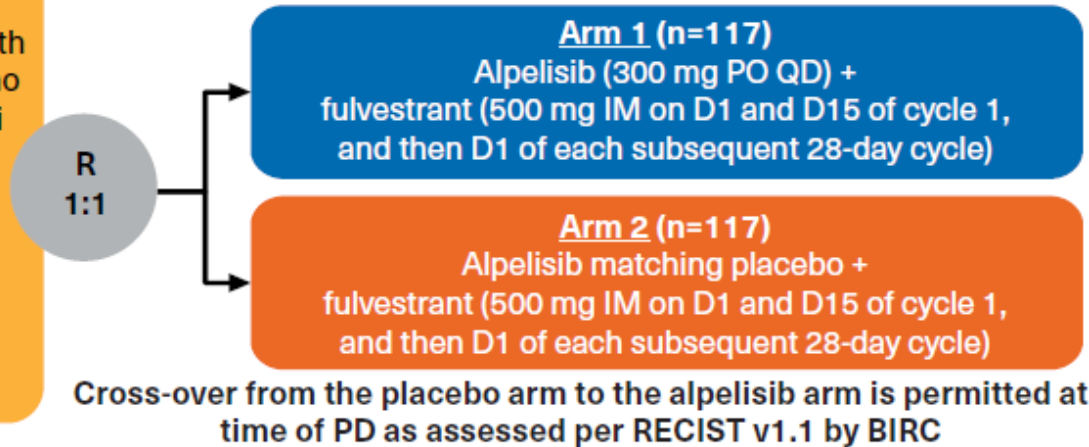 R
1:1
Arm 1 (n=117)
Alpelisib (300 mg PO QD) +
fulvestrant (500 mg IM on D1 and D15 of cycle 1,
and then D1 of each subsequent 28-day cycle)
Arm 2 (n=117)
Alpelisib matching placebo +
fulvestrant (500 mg IM on D1 and D15 of cycle 1,
and then D1 of each subsequent 28-day cycle)
Cross-over from the placebo arm to the alpelisib arm is permitted at
time of PD as assessed per RECIST v1.1 by BIRC